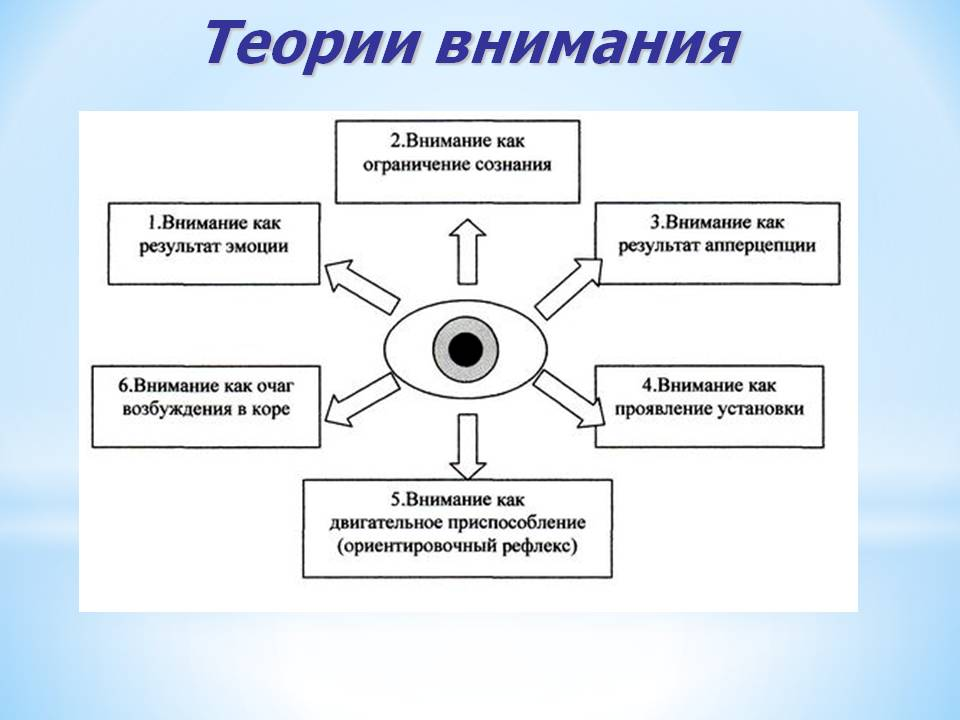 Теории внимания
2.Внимание как
ограничение сознания
1.Внимание как
результат эмоции
3.Внимание как
результат апперцепции
6.Внимание как очаг
возбуждения в коре
4.Внимание как
проявление установки
5.Внимание как
двигательное приспособление
(ориентировочный рефлекс)